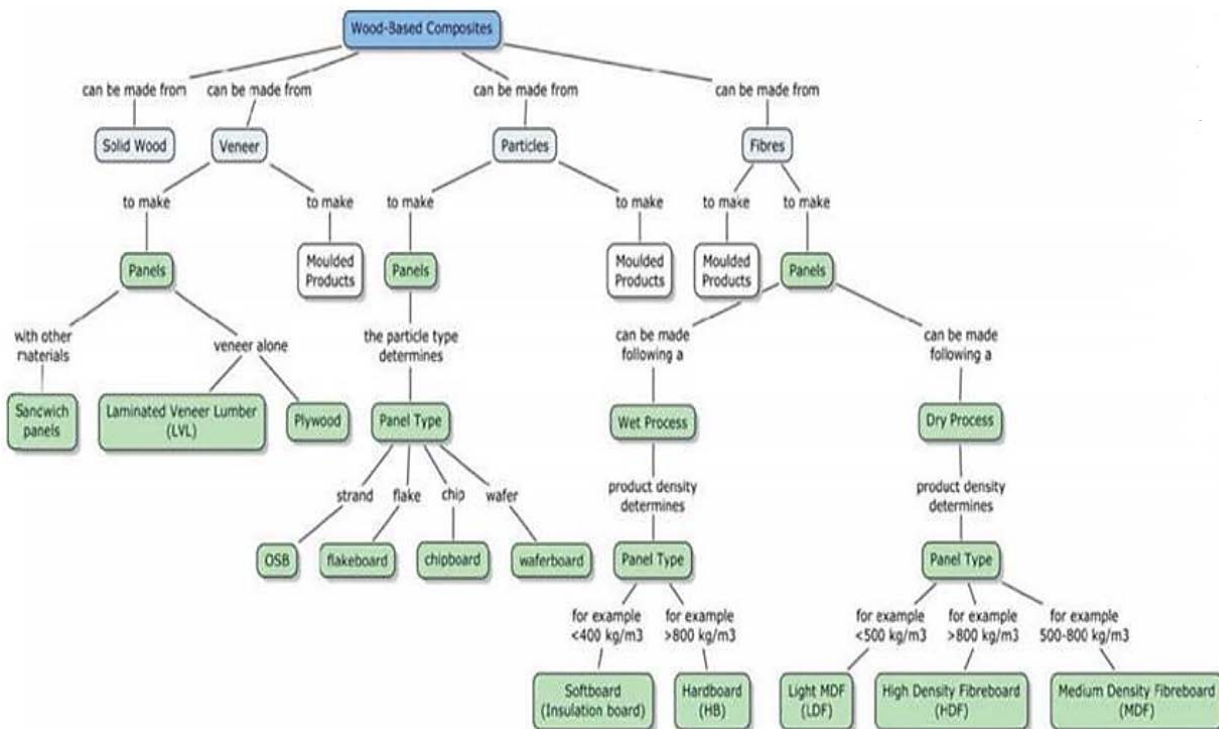 Wood-Based Composites
can be made from
can be made from
can be made from
can be made from
Solid Wood
Veneer
Particles
Fibres
to make
to make
to make
to make
to make
to make
Panels
Moulded
Products
Panels
Moulded
Products
Moulded
Products
Panels
with other
materials
veneer alone
the particle type
determines
can be made
following a
can be made
following a
Sandwich
panels
Laminated Veneer Lumber
(LVL)
Plywood
Panel Type
Wet Process
Dry Process
strand
flake
chip
wafer
product density
determines
product density
determines
OSB
flakeboard
chipboard
waferboard
Panel Type
Panel Type
for example
<400 kg/m3
for example
>800 kg/m3
for example
<500 kg/m3
for example
>800 kg/m3
for example
500-800 kg/m3
Softboard
(Insulation board)
Hardboard
(HB)
Light MDF
(LDF)
High Density Fibreboard
(HDF)
Medium Density Fibreboard
(MDF)